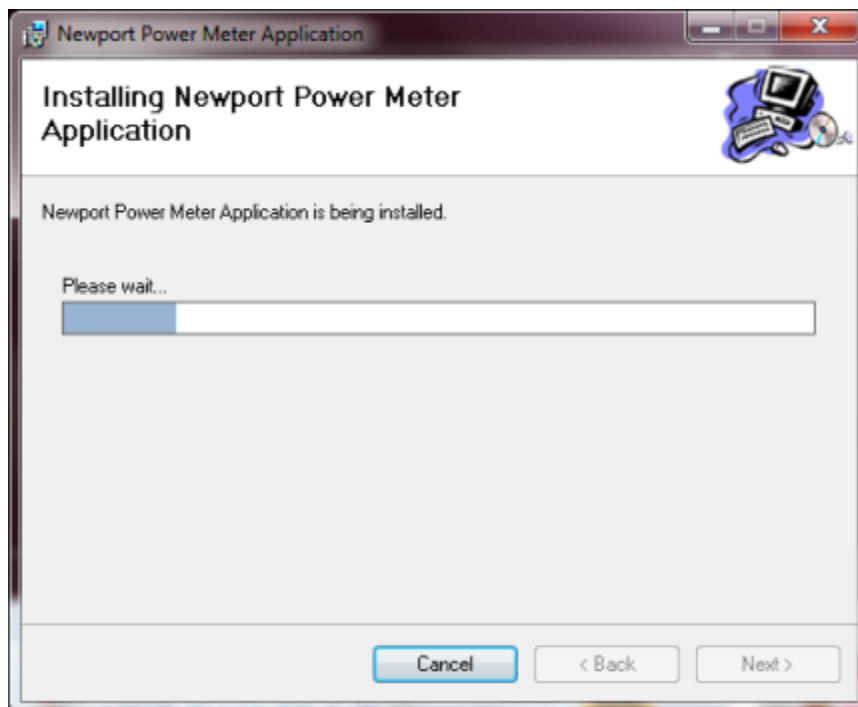 Newport Power Meter Application
Installing Newport Power Meter
Application
Newport Power Meter Application is being installed.
Please wait...
Cancel
< Back
Next >